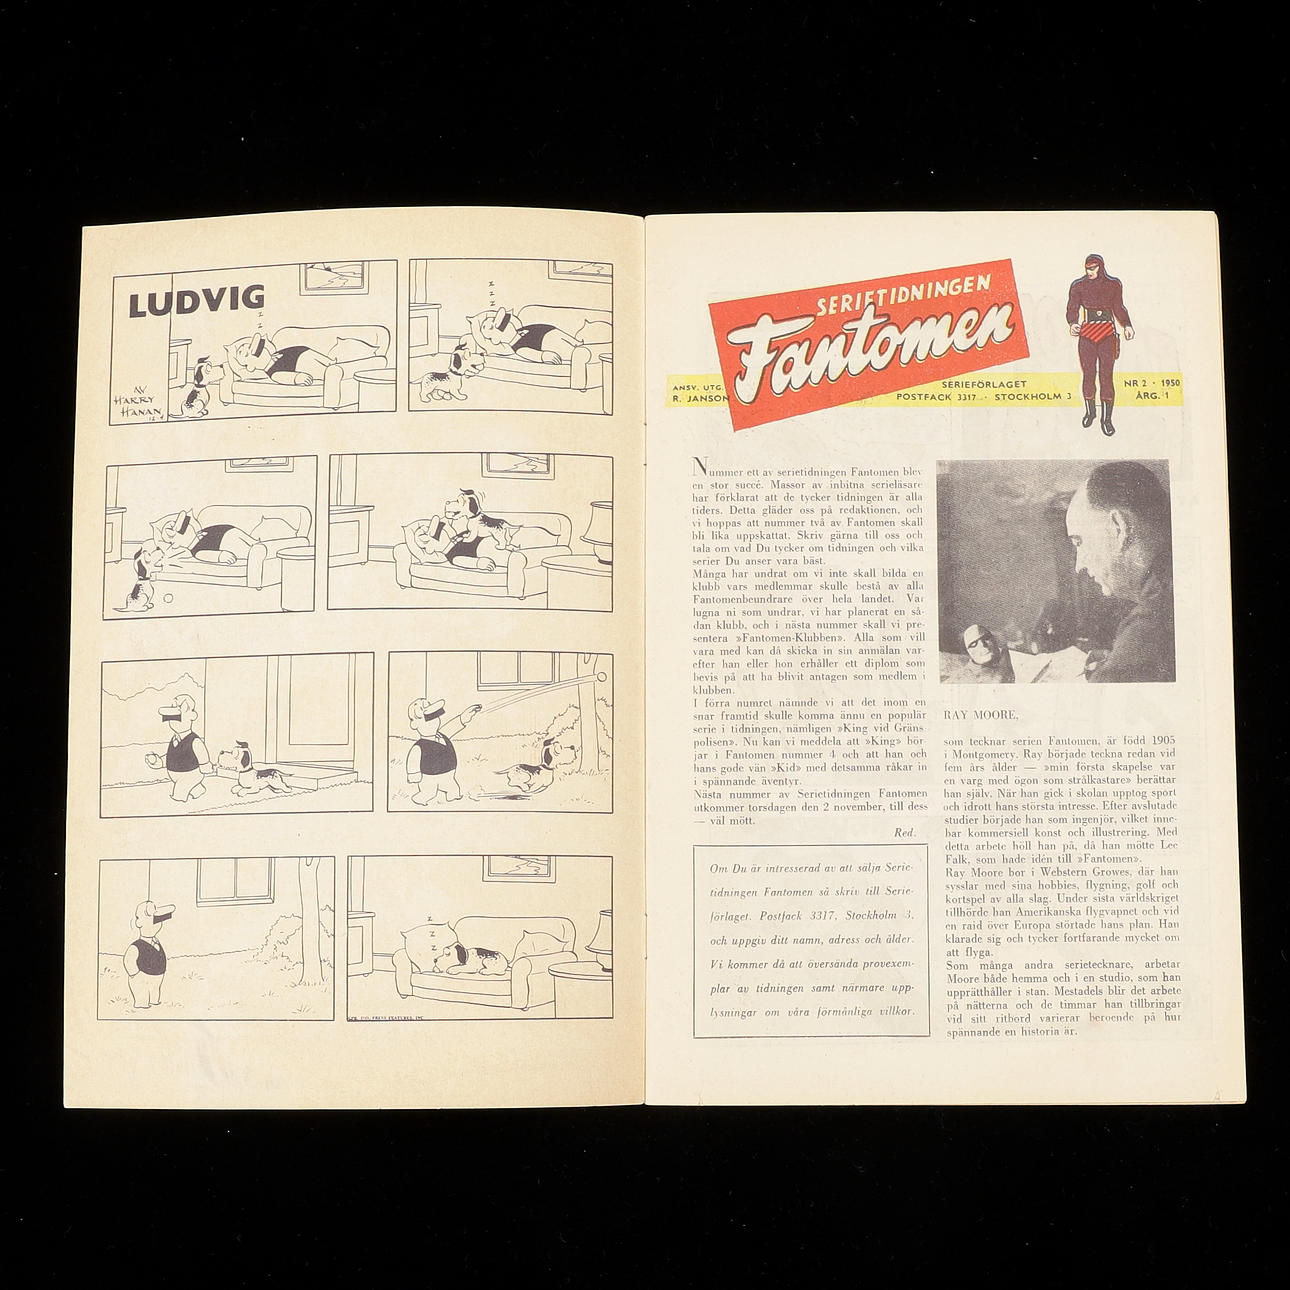 LUDVIG
z
z
z
AV
HARRY
HANAN
12-4
z
z
z
z
z
z
z
SERIETIDNINGEN
Fantomen
ANSV. UTG.
R. JANSON
SERIEFÖRLAGET
POSTFACK 3317 · STOCKHOLM 3
NR 2 · 1950
ÅRG. 1
Nummer ett av serietidningen Fantomen blev
en stor succé. Massor av inbitna serieläsare
har förklarat att de tycker tidningen är alla
tiders. Detta gläder oss på redaktionen, och
vi hoppas att nummer två av Fantomen skall
bli lika uppskattat. Skriv gärna till oss och
tala om vad Du tycker om tidningen och vilka
serier Du anser vara bäst.
Många har undrat om vi inte skall bilda en
klubb vars medlemmar skulle bestå av alla
Fantomenbeundrare över hela landet. Var
lugna ni som undrar, vi har planerat en så-
dan klubb, och i nästa nummer skall vi pre-
sentera »Fantomen-Klubben». Alla som vill
vara med kan då skicka in sin anmälan var-
efter han eller hon erhåller ett diplom som
bevis på att ha blivit antagen som medlem i
klubben.
I förra numret nämnde vi att det inom en
snar framtid skulle komma ännu en populär
serie i tidningen, nämligen »King vid Gräns-
polisen». Nu kan vi meddela att »King» bör-
jar i Fantomen nummer 4 och att han och
hans gode vän »Kid» med detsamma råkar in
i spännande äventyr.
Nästa nummer av Serietidningen Fantomen
utkommer torsdagen den 2 november, till dess
— väl mött.
Red.
Om Du är intresserad av att sälja Serie-
tidningen Fantomen så skriv till Serie-
förlaget. Postfack 3317, Stockholm 3,
och uppgiv ditt namn, adress och ålder.
Vi kommer då att översända provexem-
plar av tidningen samt närmare upp-
lysningar om våra förmånliga villkor.
RAY MOORE,
som tecknar serien Fantomen, är född 1905
i Montgomery. Ray började teckna redan vid
fem års ålder — »min första skapelse var
en varg med ögon som strålkastare» berättar
han själv. När han gick i skolan upptog sport
och idrott hans största intresse. Efter avslutade
studier började han som ingenjör, vilket inne-
bar kommersiell konst och illustrering. Med
detta arbete höll han på, då han mötte Lee
Falk, som hade idén till »Fantomen».
Ray Moore bor i Webstern Growes, där han
sysslar med sina hobbies, flygning, golf och
kortspel av alla slag. Under sista världskriget
tillhörde han Amerikanska flygvapnet och vid
en raid över Europa störtade hans plan. Han
klarade sig och tycker fortfarande mycket om
att flyga.
Som många andra serietecknare, arbetar
Moore både hemma och i en studio, som han
upprätthåller i stan. Mestadels blir det arbete
på nätterna och de timmar han tillbringar
vid sitt ritbord varierar beroende på hur
spännande en historia är.